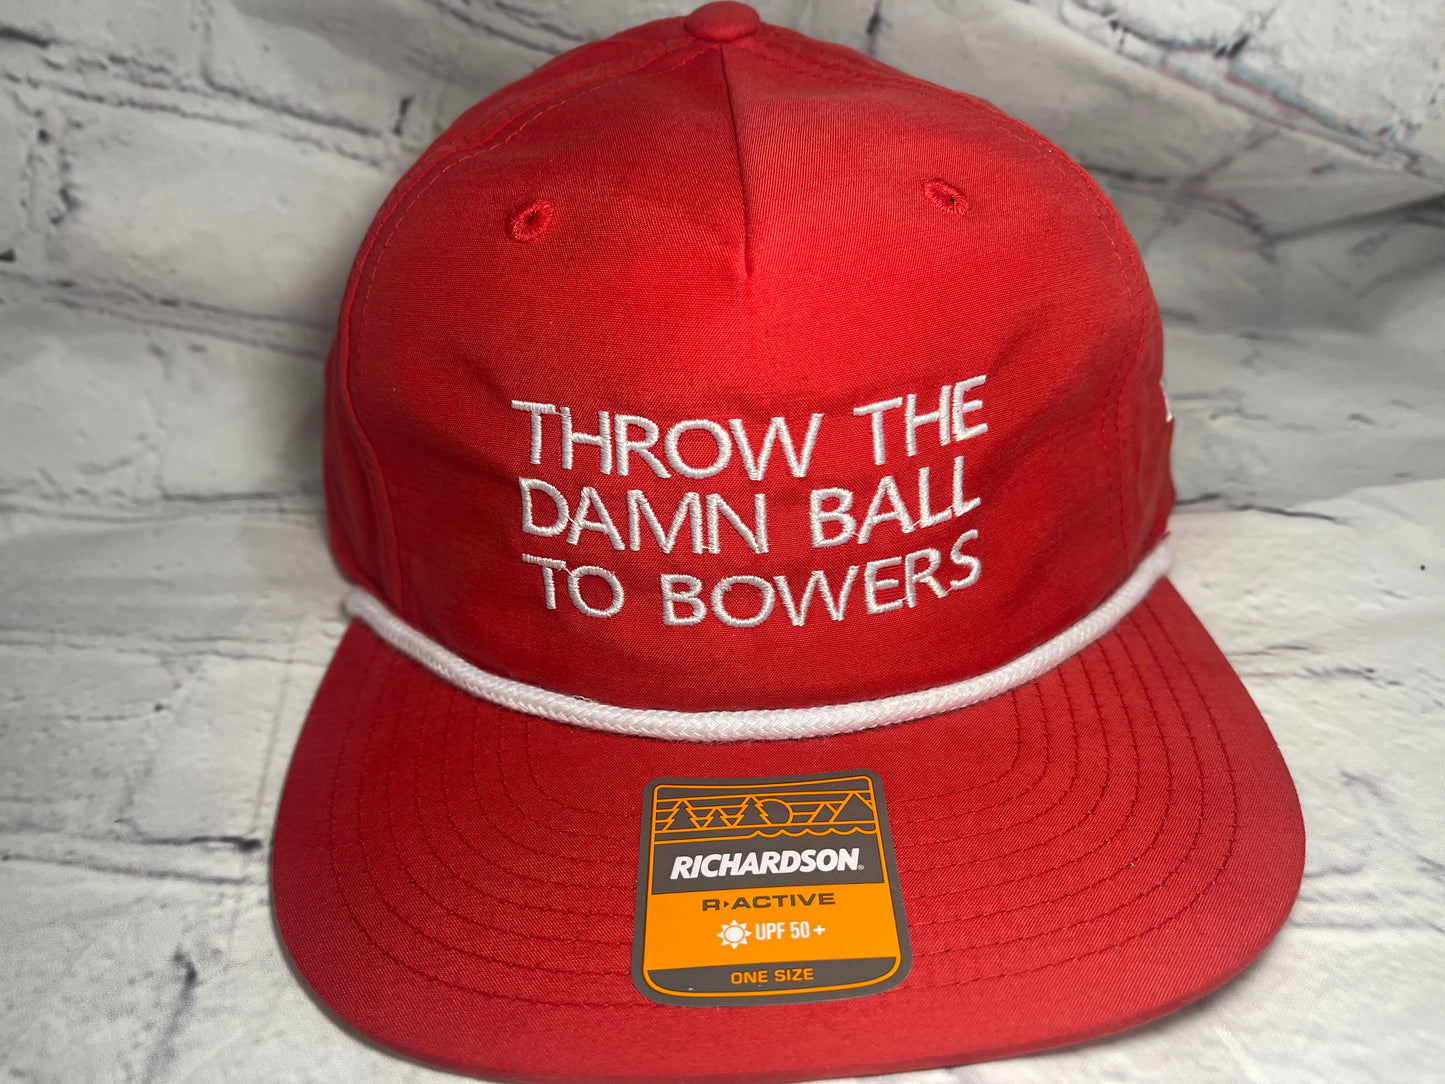 THROW THE
DAMN BALL
TO BOWERS
RICHARDSON®
R▸ACTIVE
UPF 50+
ONE SIZE